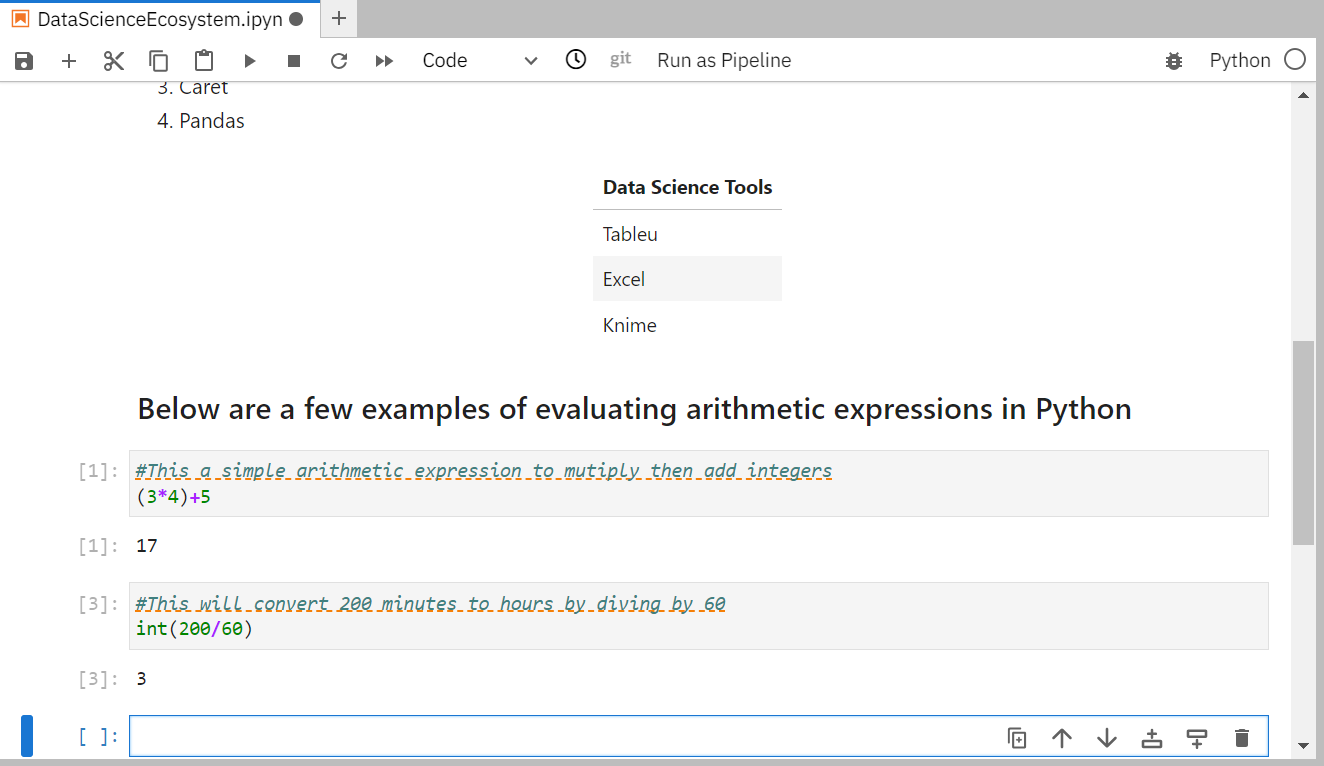 DataScienceEcosystem.ipyn
Code git Run as Pipeline Python
3. Caret
4. Pandas
Data Science Tools
Tableu
Excel
Knime
Below are a few examples of evaluating arithmetic expressions in Python
[1]: #This a simple arithmetic expression to mutiply then add integers
(3*4)+5
[1]: 17
[3]: #This will convert 200 minutes to hours by diving by 60
int(200/60)
[3]: 3
[ ]: